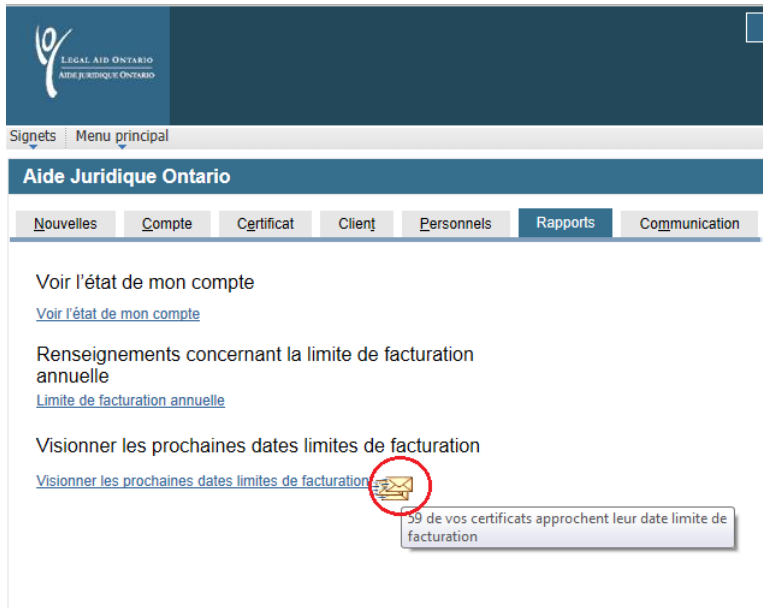 LEGAL AID ONTARIO
AIDE JURIDIQUE ONTARIO
Signets Menu principal
Aide Juridique Ontario
Nouvelles Compte Certificat Client Personnels Rapports Communication
Voir l'état de mon compte
Voir l'état de mon compte
Renseignements concernant la limite de facturation
annuelle
Limite de facturation annuelle
Visionner les prochaines dates limites de facturation
Visionner les prochaines dates limites de facturation
59 de vos certificats approchent leur date limite de
facturation